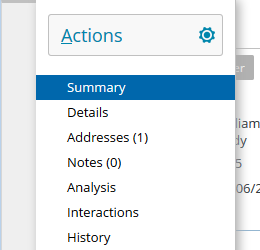 Actions
Summary
Details
Addresses (1)
Notes (0)
Analysis
Interactions
History